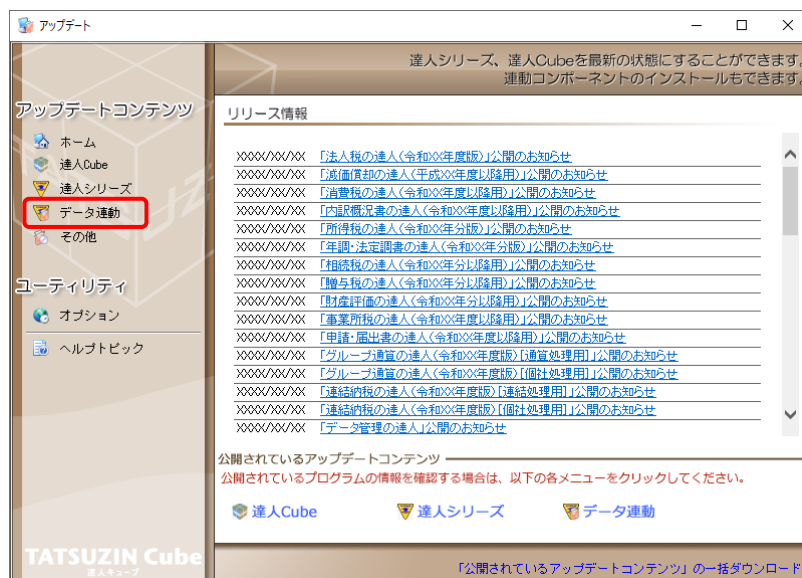 アップデート
達人シリーズ、達人Cubeを最新の状態にすることができます。
連動コンポーネントのインストールもできます。
アップデートコンテンツ
ホーム
達人Cube
達人シリーズ
データ連動
その他
ユーティリティ
オプション
ヘルプトピック
TATSUZIN Cube
達人キューブ
リリース情報
XXXX/XX/XX 「法人税の達人(令和XX年度版)」公開のお知らせ
XXXX/XX/XX 「減価償却の達人(平成XX年度以降用)」公開のお知らせ
XXXX/XX/XX 「消費税の達人(令和XX年度以降用)」公開のお知らせ
XXXX/XX/XX 「内訳概況書の達人(令和XX年度以降用)」公開のお知らせ
XXXX/XX/XX 「所得税の達人(令和XX年分版)」公開のお知らせ
XXXX/XX/XX 「年調・法定調書の達人(令和XX年分版)」公開のお知らせ
XXXX/XX/XX 「相続税の達人(令和XX年分以降用)」公開のお知らせ
XXXX/XX/XX 「贈与税の達人(令和XX年分以降用)」公開のお知らせ
XXXX/XX/XX 「財産評価の達人(令和XX年分以降用)」公開のお知らせ
XXXX/XX/XX 「事業所税の達人(令和XX年度以降用)」公開のお知らせ
XXXX/XX/XX 「申請・届出書の達人(令和XX年度以降用)」公開のお知らせ
XXXX/XX/XX 「グループ通算の達人(令和XX年度版)[通算処理用]」公開のお知らせ
XXXX/XX/XX 「グループ通算の達人(令和XX年度版)[個社処理用]」公開のお知らせ
XXXX/XX/XX 「連結納税の達人(令和XX年度版)[連結処理用]」公開のお知らせ
XXXX/XX/XX 「連結納税の達人(令和XX年度版)[個社処理用]」公開のお知らせ
XXXX/XX/XX 「データ管理の達人」公開のお知らせ
公開されているアップデートコンテンツ
公開されているプログラムの情報を確認する場合は、以下の各メニューをクリックしてください。
達人Cube 達人シリーズ データ連動
「公開されているアップデートコンテンツ」の一括ダウンロード